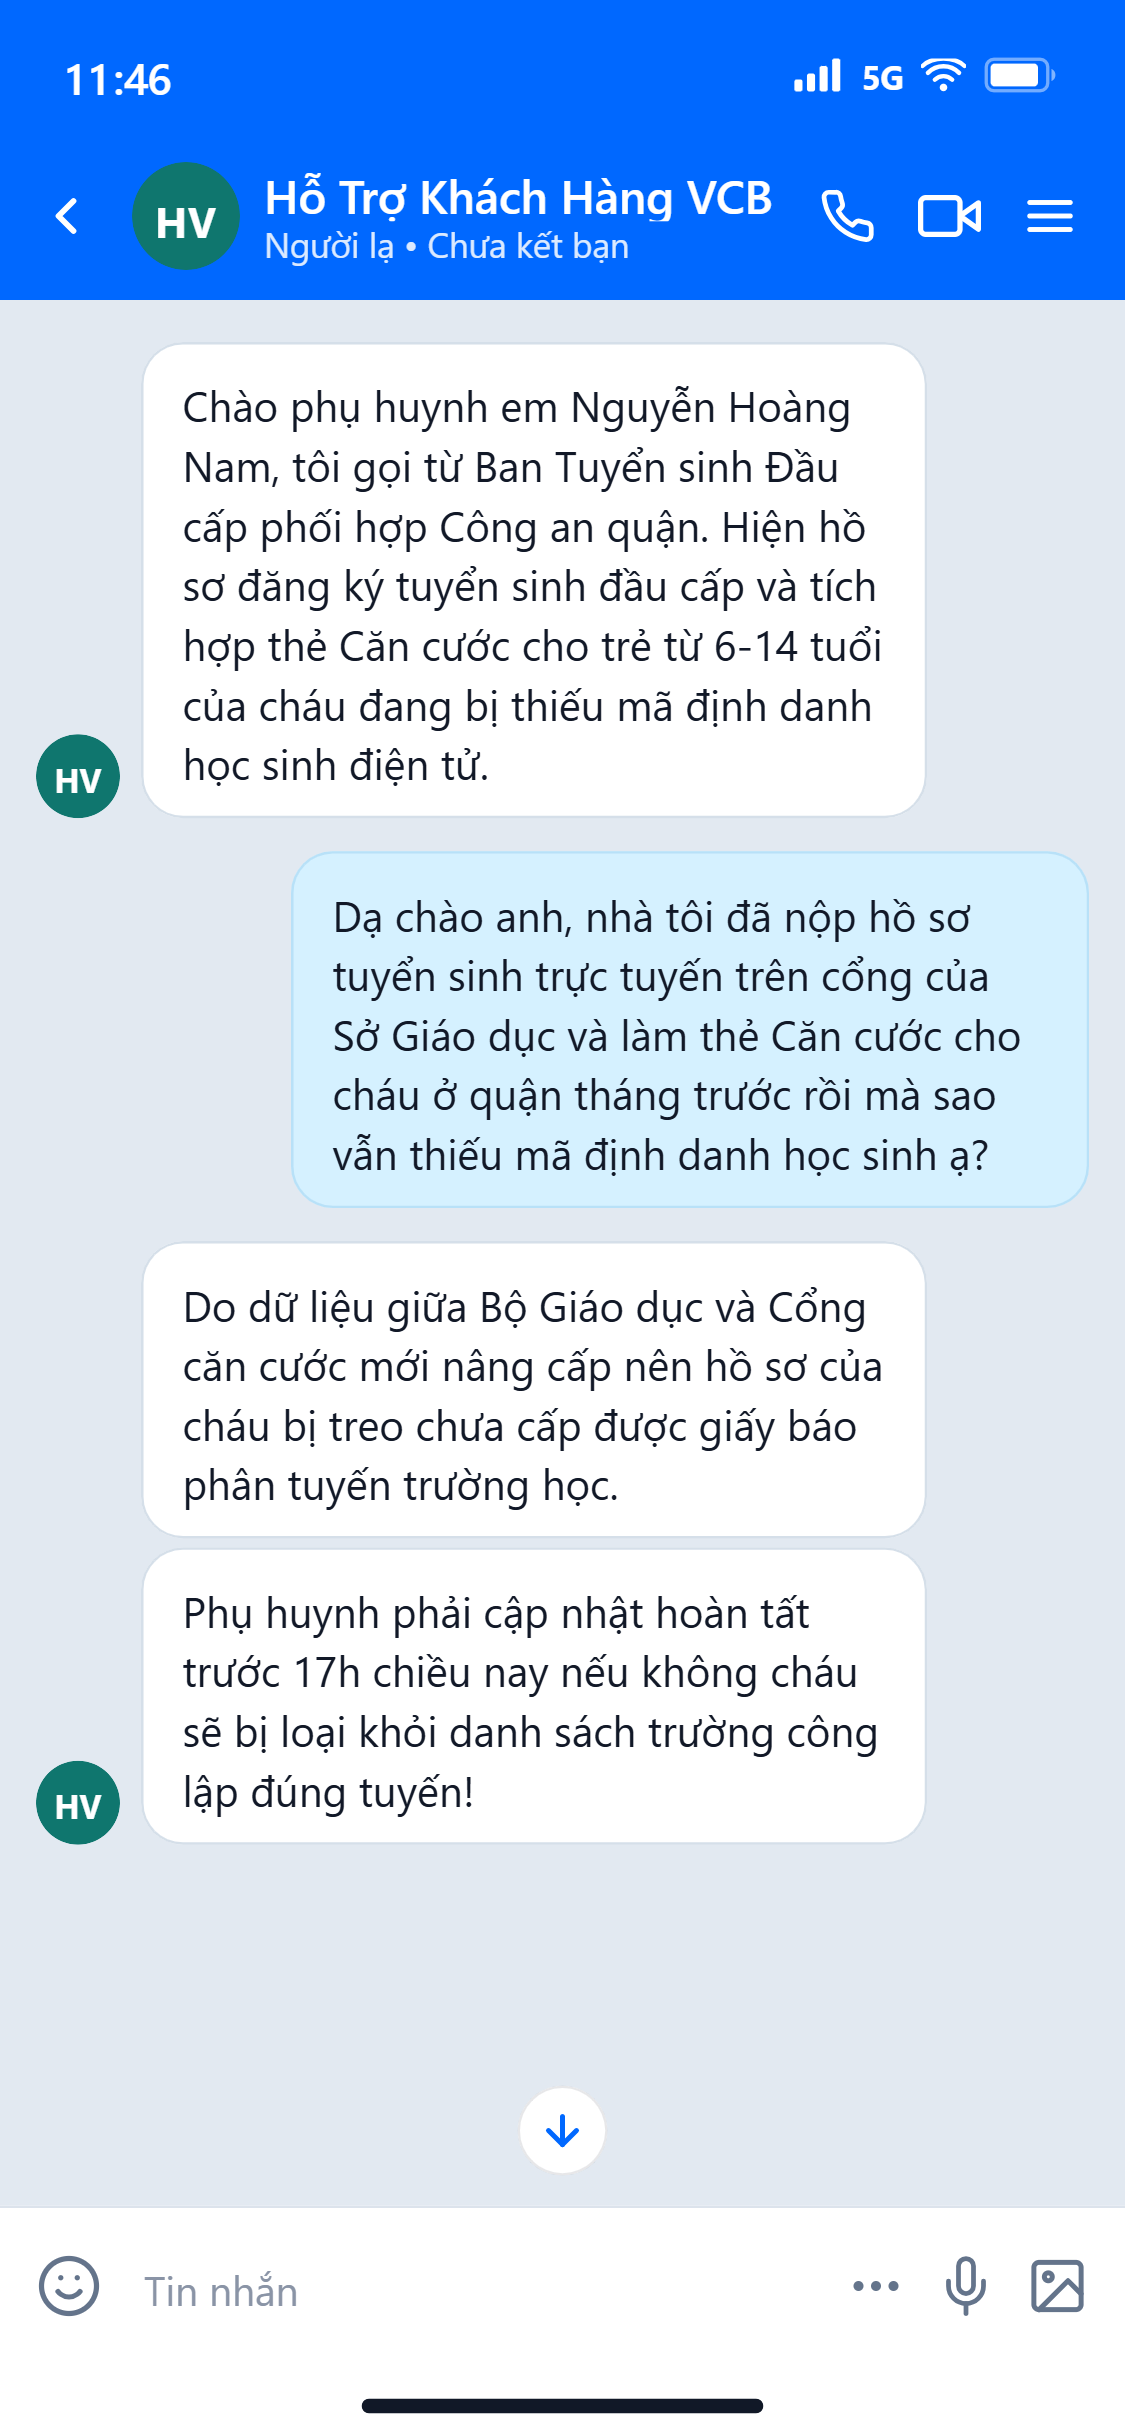 11:46
5G
HV
Hỗ Trợ Khách Hàng VCB
Người lạ • Chưa kết bạn
Chào phụ huynh em Nguyễn Hoàng
Nam, tôi gọi từ Ban Tuyển sinh Đầu
cấp phối hợp Công an quận. Hiện hồ
sơ đăng ký tuyển sinh đầu cấp và tích
hợp thẻ Căn cước cho trẻ từ 6-14 tuổi
của cháu đang bị thiếu mã định danh
học sinh điện tử.
HV
Dạ chào anh, nhà tôi đã nộp hồ sơ
tuyển sinh trực tuyến trên cổng của
Sở Giáo dục và làm thẻ Căn cước cho
cháu ở quận tháng trước rồi mà sao
vẫn thiếu mã định danh học sinh ạ?
Do dữ liệu giữa Bộ Giáo dục và Cổng
căn cước mới nâng cấp nên hồ sơ của
cháu bị treo chưa cấp được giấy báo
phân tuyến trường học.
Phụ huynh phải cập nhật hoàn tất
trước 17h chiều nay nếu không cháu
sẽ bị loại khỏi danh sách trường công
lập đúng tuyến!
HV
Tin nhắn